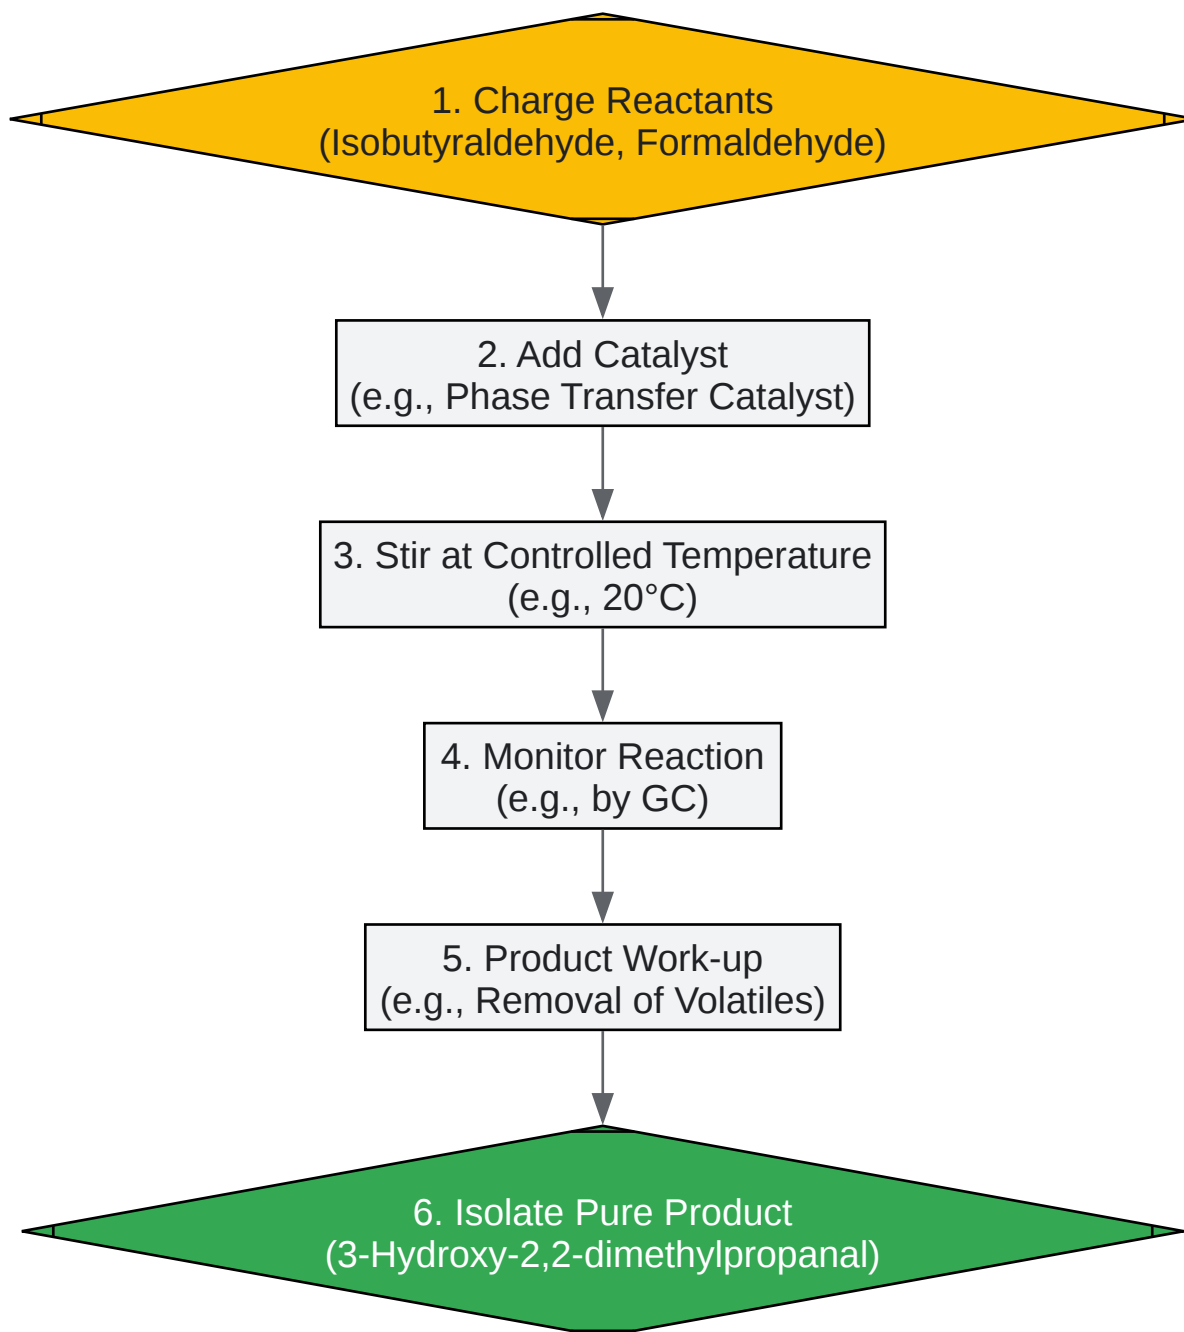 1. Charge Reactants
(Isobutyraldehyde, Formaldehyde)
2. Add Catalyst
(e.g., Phase Transfer Catalyst)
3. Stir at Controlled Temperature
(e.g., 20°C)
4. Monitor Reaction
(e.g., by GC)
5. Product Work-up
(e.g., Removal of Volatiles)
6. Isolate Pure Product
(3-Hydroxy-2,2-dimethylpropanal)